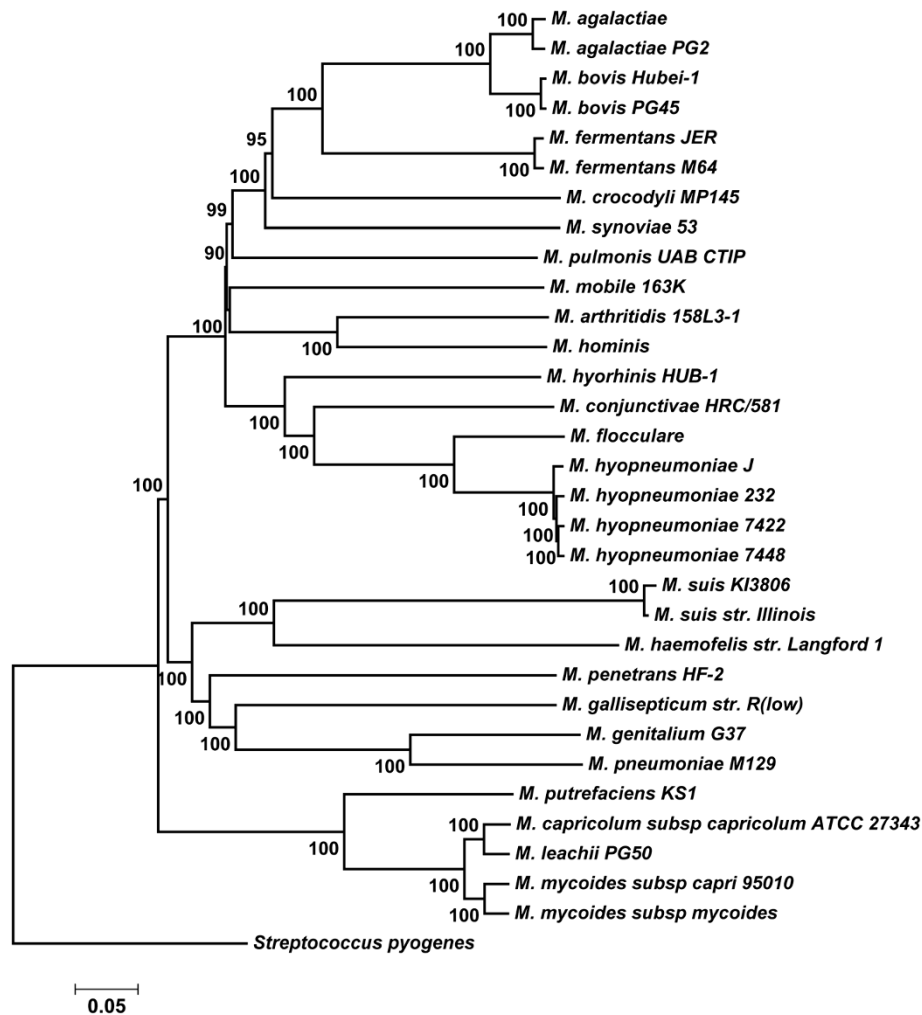 100
M. agalactiae
100
M. agalactiae PG2
100
M. bovis Hubei-1
100
M. bovis PG45
95
M. fermentans JER
100
100
M. fermentans M64
M. crocodyli MP145
99
M. synoviae 53
90
M. pulmonis UAB CTIP
M. mobile 163K
100
M. arthritidis 158L3-1
100
M. hominis
M. hyorhinis HUB-1
100
M. conjunctivae HRC/581
100
M. flocculare
100
M. hyopneumoniae J
100
100
M. hyopneumoniae 232
100
M. hyopneumoniae 7422
100
M. hyopneumoniae 7448
100
M. suis KI3806
100
M. suis str. Illinois
M. haemofelis str. Langford 1
100
M. penetrans HF-2
100
M. gallisepticum str. R(low)
100
M. genitalium G37
100
M. pneumoniae M129
M. putrefaciens KS1
100
M. capricolum subsp capricolum ATCC 27343
100
M. leachii PG50
100
M. mycoides subsp capri 95010
100
M. mycoides subsp mycoides
Streptococcus pyogenes
0.05